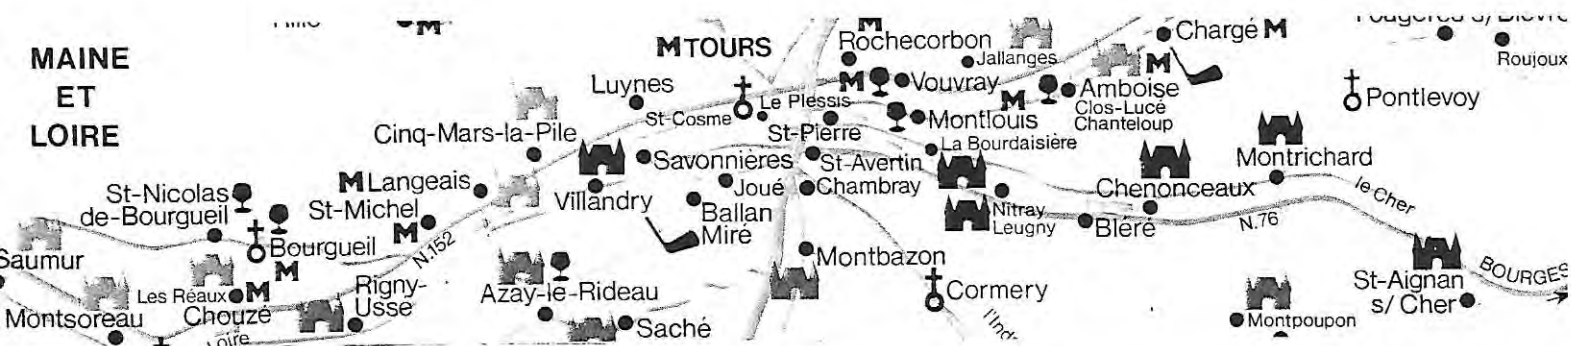 MAINE
ET
LOIRE
M TOURS
Rochecorbon
Jallanges
Chargé M
Roujoux
Luynes
M
Vouvray
M
Amboise
Clos-Lucé
Chanteloup
Pontlevoy
Le Plessis
St-Cosme
St-Pierre
M
Montlouis
La Bourdaisière
Cinq-Mars-la-Pile
Savonnières
St-Avertin
Chambray
Montrichard
Chenonceaux
le Cher
N.76
M Langeais
Villandry
Joué
Ballan
Miré
Nitray
Leugny
Bléré
St-Nicolas
de-Bourgueil
St-Michel
M
N.152
Bourgueil
M
Saumur
Montbazon
Cormery
St-Aignan
s/ Cher
BOURGES
Les Réaux
M
Chouzé
Rigny-
Usse
Azay-le-Rideau
Saché
Montsoreau
Loire
Montpoupon